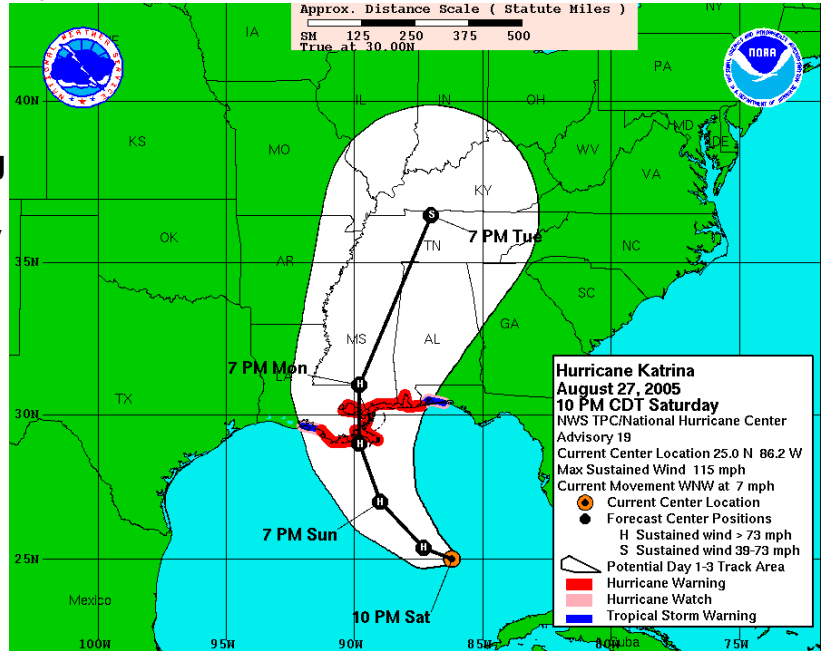 Approx. Distance Scale ( Statute Miles )
SM 125 250 375 500
True at 30.00N
NATIONAL WEATHER SERVICE
NOAA
NY
IA
PA
40N
IL
IN
OH
MD
DE
KS
MO
WV
VA
g
KY
7 PM Tue
OK
TN
NC
35N
AR
SC
MS
AL
GA
7 PM Mon
LA
TX
30N
7 PM Sun
25N
Mexico
10 PM Sat
Hurricane Katrina
August 27, 2005
10 PM CDT Saturday
NWS TPC/National Hurricane Center
Advisory 19
Current Center Location 25.0 N 86.2 W
Max Sustained Wind 115 mph
Current Movement WNW at 7 mph
Current Center Location
Forecast Center Positions
H Sustained wind > 73 mph
S Sustained wind 39-73 mph
Potential Day 1-3 Track Area
Hurricane Warning
Hurricane Watch
Tropical Storm Warning
100W 95W 90W 85W 80W 75W